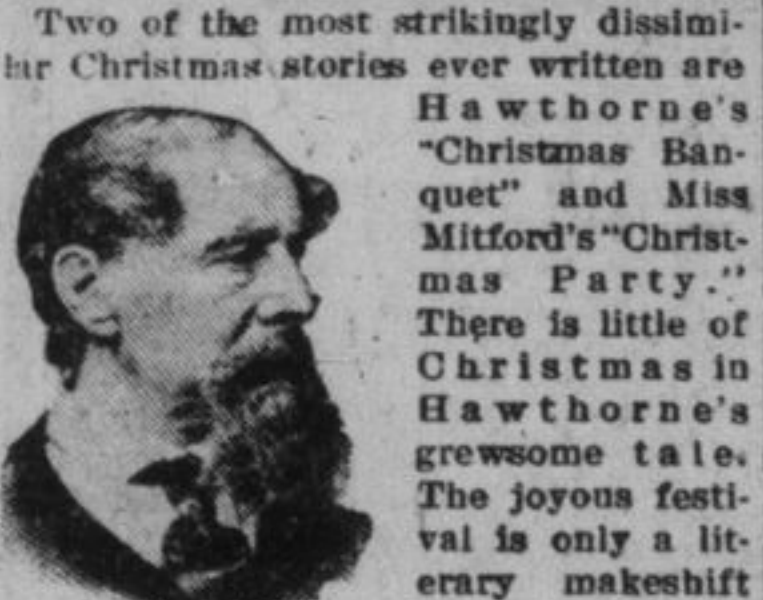 Two of the most strikingly dissimi-
lar Christmas stories ever written are
Hawthorne's
"Christmas Ban-
quet" and Miss
Mitford's "Christ-
mas Party."
There is little of
Christmas in
Hawthorne's
grewsome tale.
The joyous festi-
val is only a lit-
erary makeshift